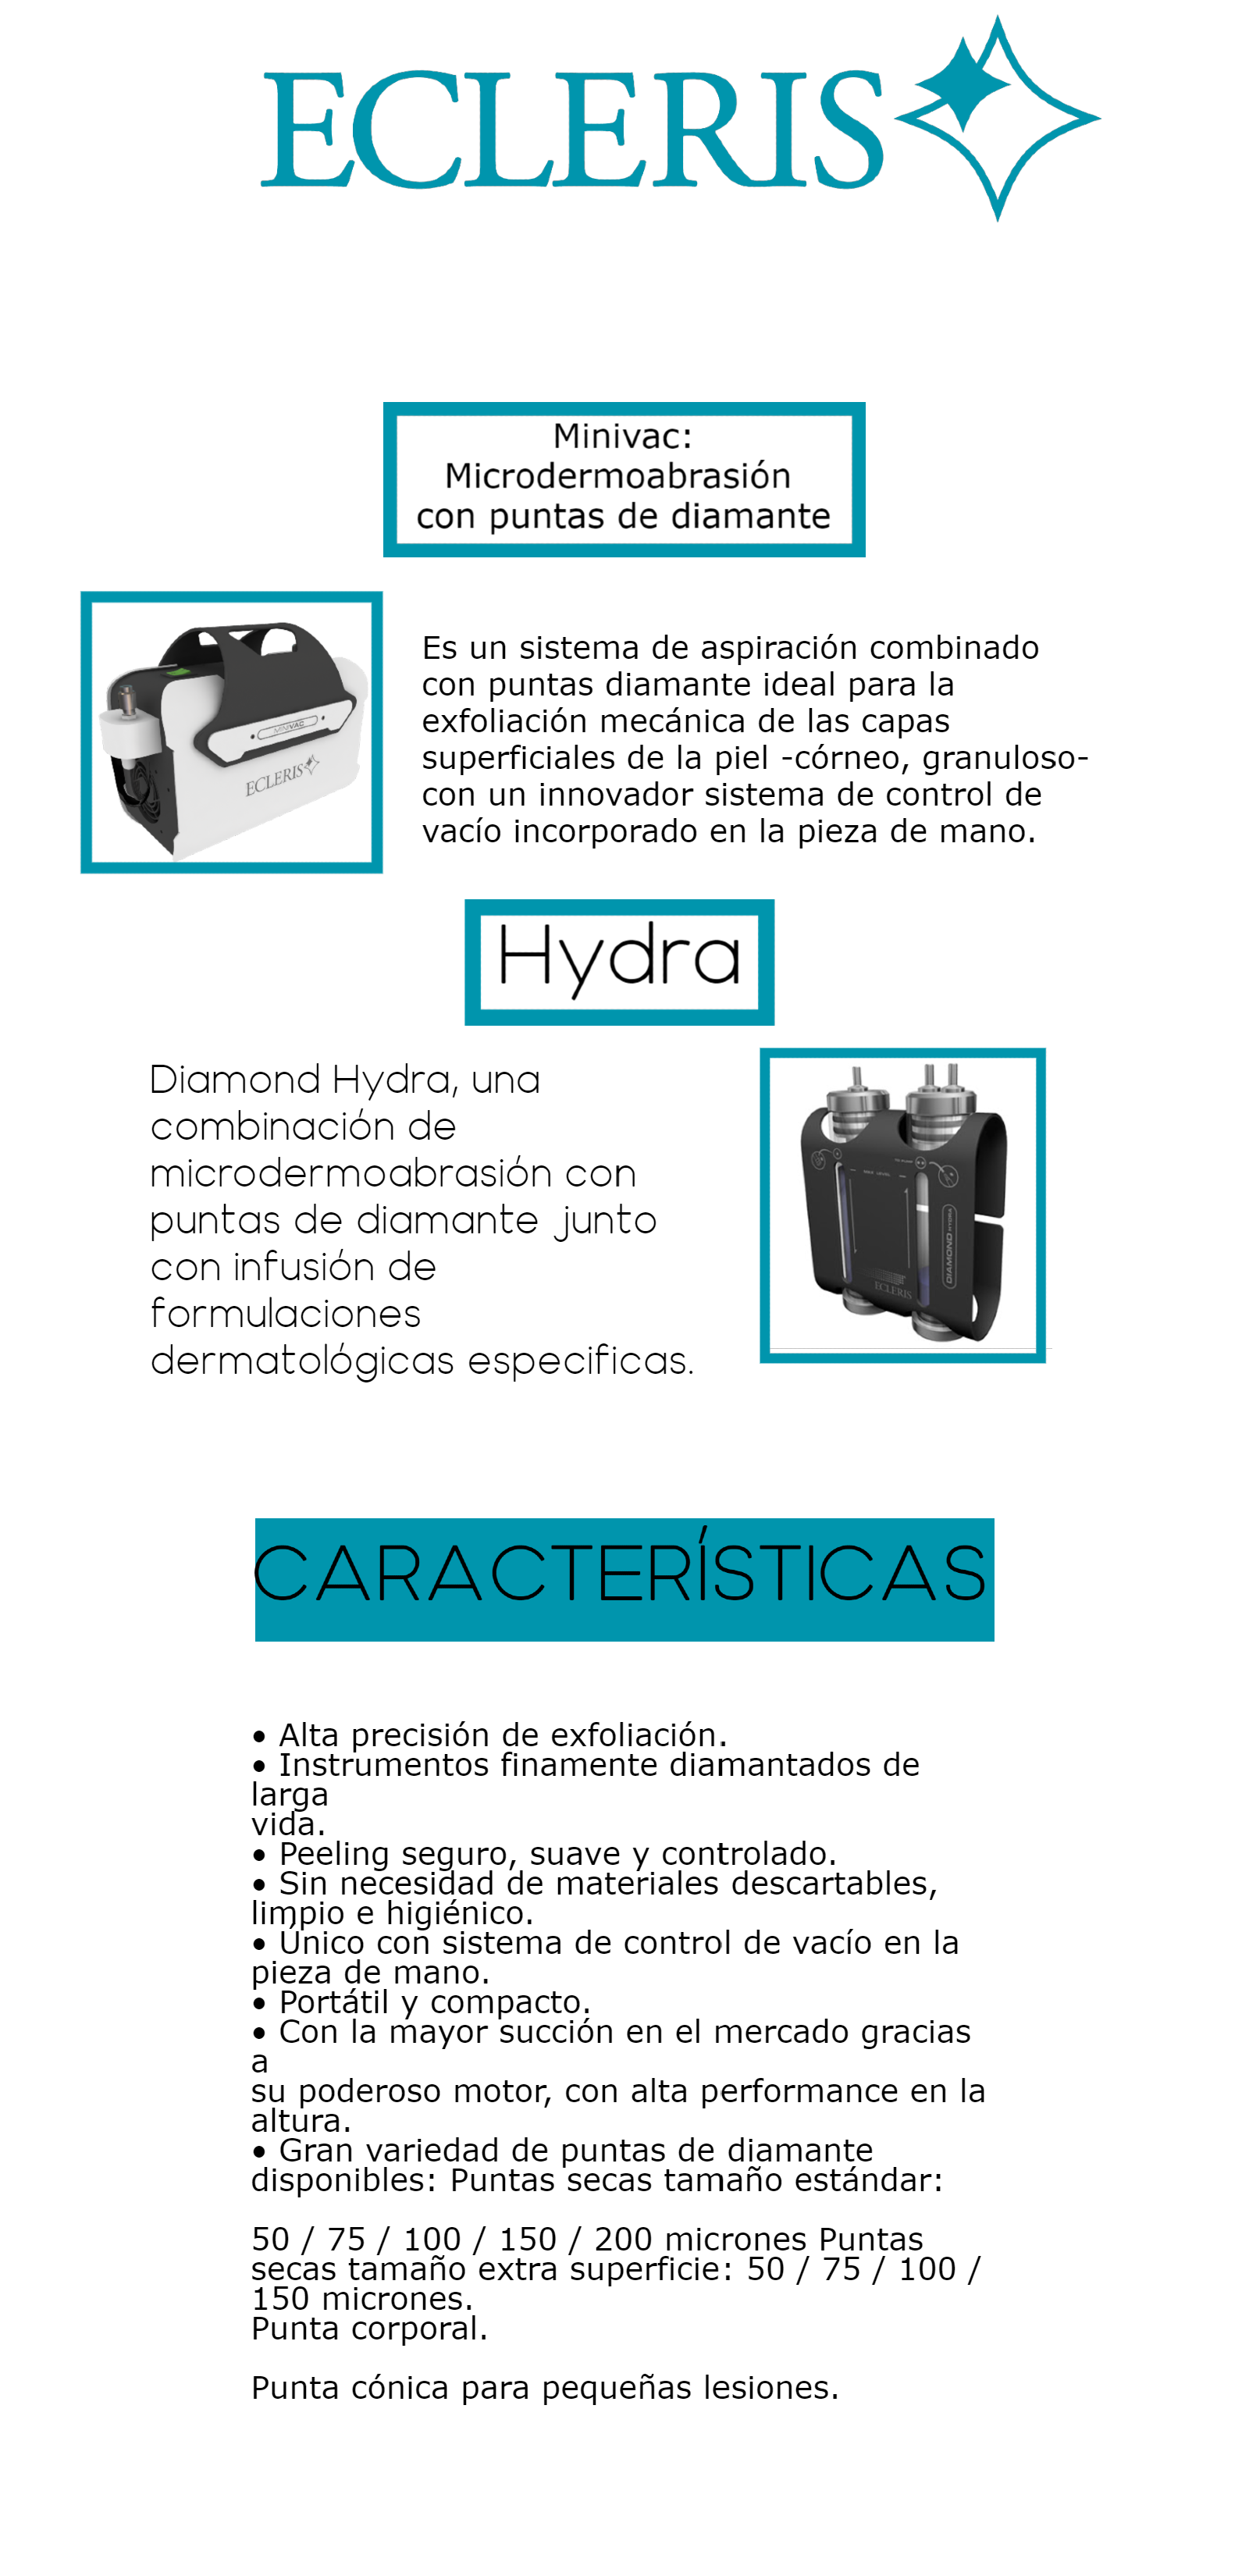 ECLERIS
Minivac:
Microdermoabrasión
con puntas de diamante
MINIVAC
ECLERIS
Es un sistema de aspiración combinado
con puntas diamante ideal para la
exfoliación mecánica de las capas
superficiales de la piel -córneo, granuloso-
con un innovador sistema de control de
vacío incorporado en la pieza de mano.
Hydra
Diamond Hydra, una
combinación de
microdermoabrasión con
puntas de diamante junto
con infusión de
formulaciones
dermatológicas especificas.
DIAMOND HYDRA
ECLERIS
CARACTERÍSTICAS
• Alta precisión de exfoliación.
• Instrumentos finamente diamantados de
larga
vida.
• Peeling seguro, suave y controlado.
• Sin necesidad de materiales descartables,
limpio e higiénico.
• Único con sistema de control de vacío en la
pieza de mano.
• Portátil y compacto.
• Con la mayor succión en el mercado gracias
a
su poderoso motor, con alta performance en la
altura.
• Gran variedad de puntas de diamante
disponibles: Puntas secas tamaño estándar:
50 / 75 / 100 / 150 / 200 micrones Puntas
secas tamaño extra superficie: 50 / 75 / 100 /
150 micrones.
Punta corporal.
Punta cónica para pequeñas lesiones.